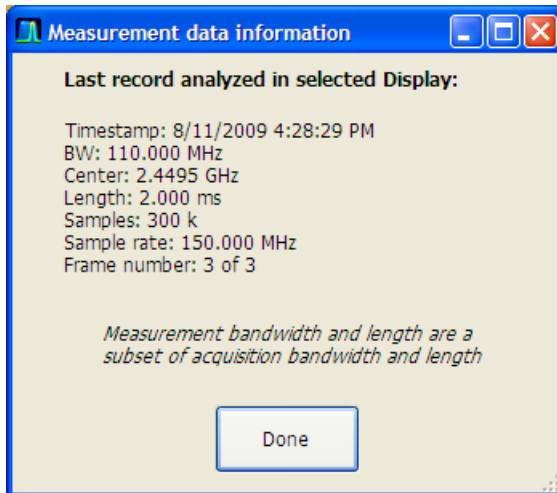 Measurement data information
Last record analyzed in selected Display:
Timestamp: 8/11/2009 4:28:29 PM
BW: 110.000 MHz
Center: 2.4495 GHz
Length: 2.000 ms
Samples: 300 k
Sample rate: 150.000 MHz
Frame number: 3 of 3
Measurement bandwidth and length are a
subset of acquisition bandwidth and length
Done